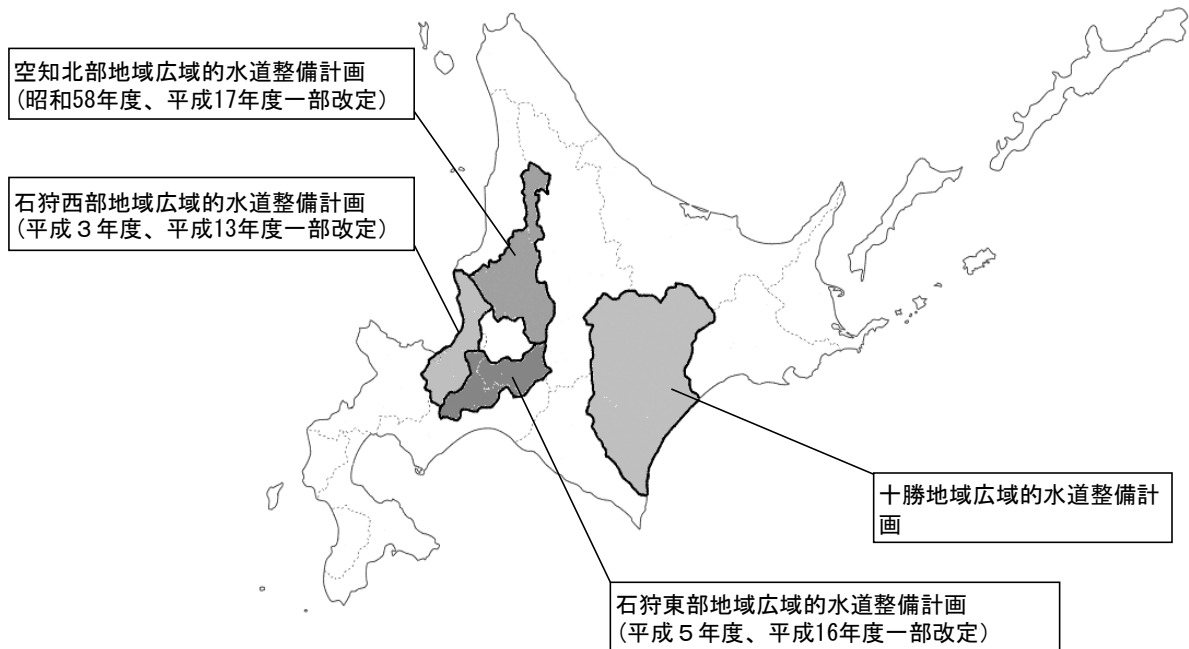 空知北部地域広域的水道整備計画
(昭和58年度、平成17年度一部改定)
石狩西部地域広域的水道整備計画
(平成３年度、平成13年度一部改定)
十勝地域広域的水道整備計
画
石狩東部地域広域的水道整備計画
(平成５年度、平成16年度一部改定)